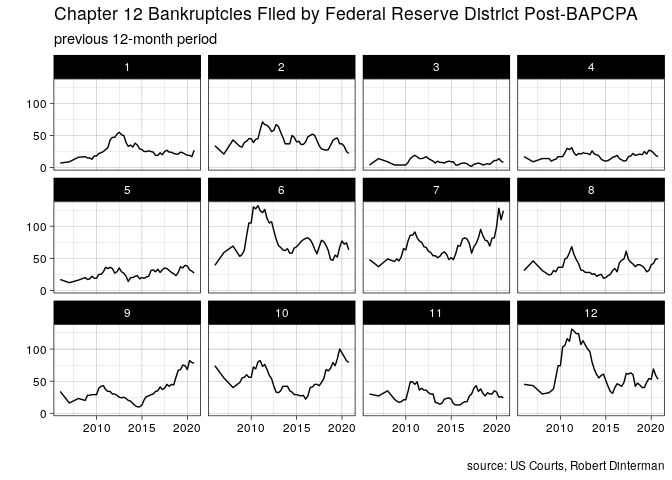 Chapter 12 Bankruptcies Filed by Federal Reserve District Post-BAPCPA
previous 12-month period
1 2 3 4
100
50
0
5 6 7 8
100
50
0
9 10 11 12
100
50
0
2010 2015 2020 2010 2015 2020 2010 2015 2020 2010 2015 2020
source: US Courts, Robert Dinterman